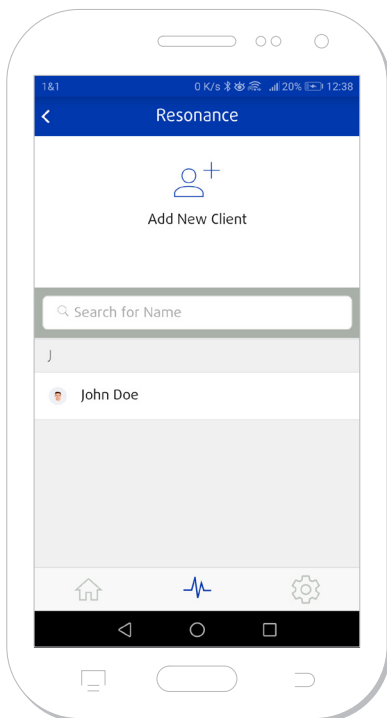 1&1 0 K/s 20% 12:38
Resonance
Add New Client
Search for Name
J
John Doe